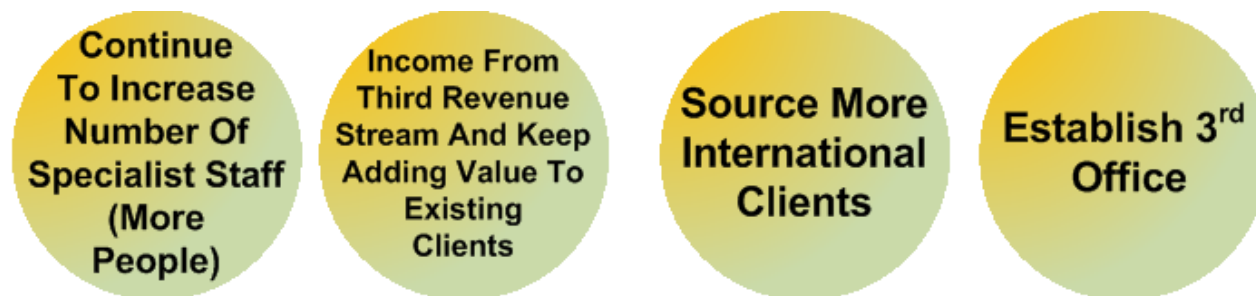 Continue
To Increase
Number Of
Specialist Staff
(More
People)
Income From
Third Revenue
Stream And Keep
Adding Value To
Existing
Clients
Source More
International
Clients
Establish 3rd
Office